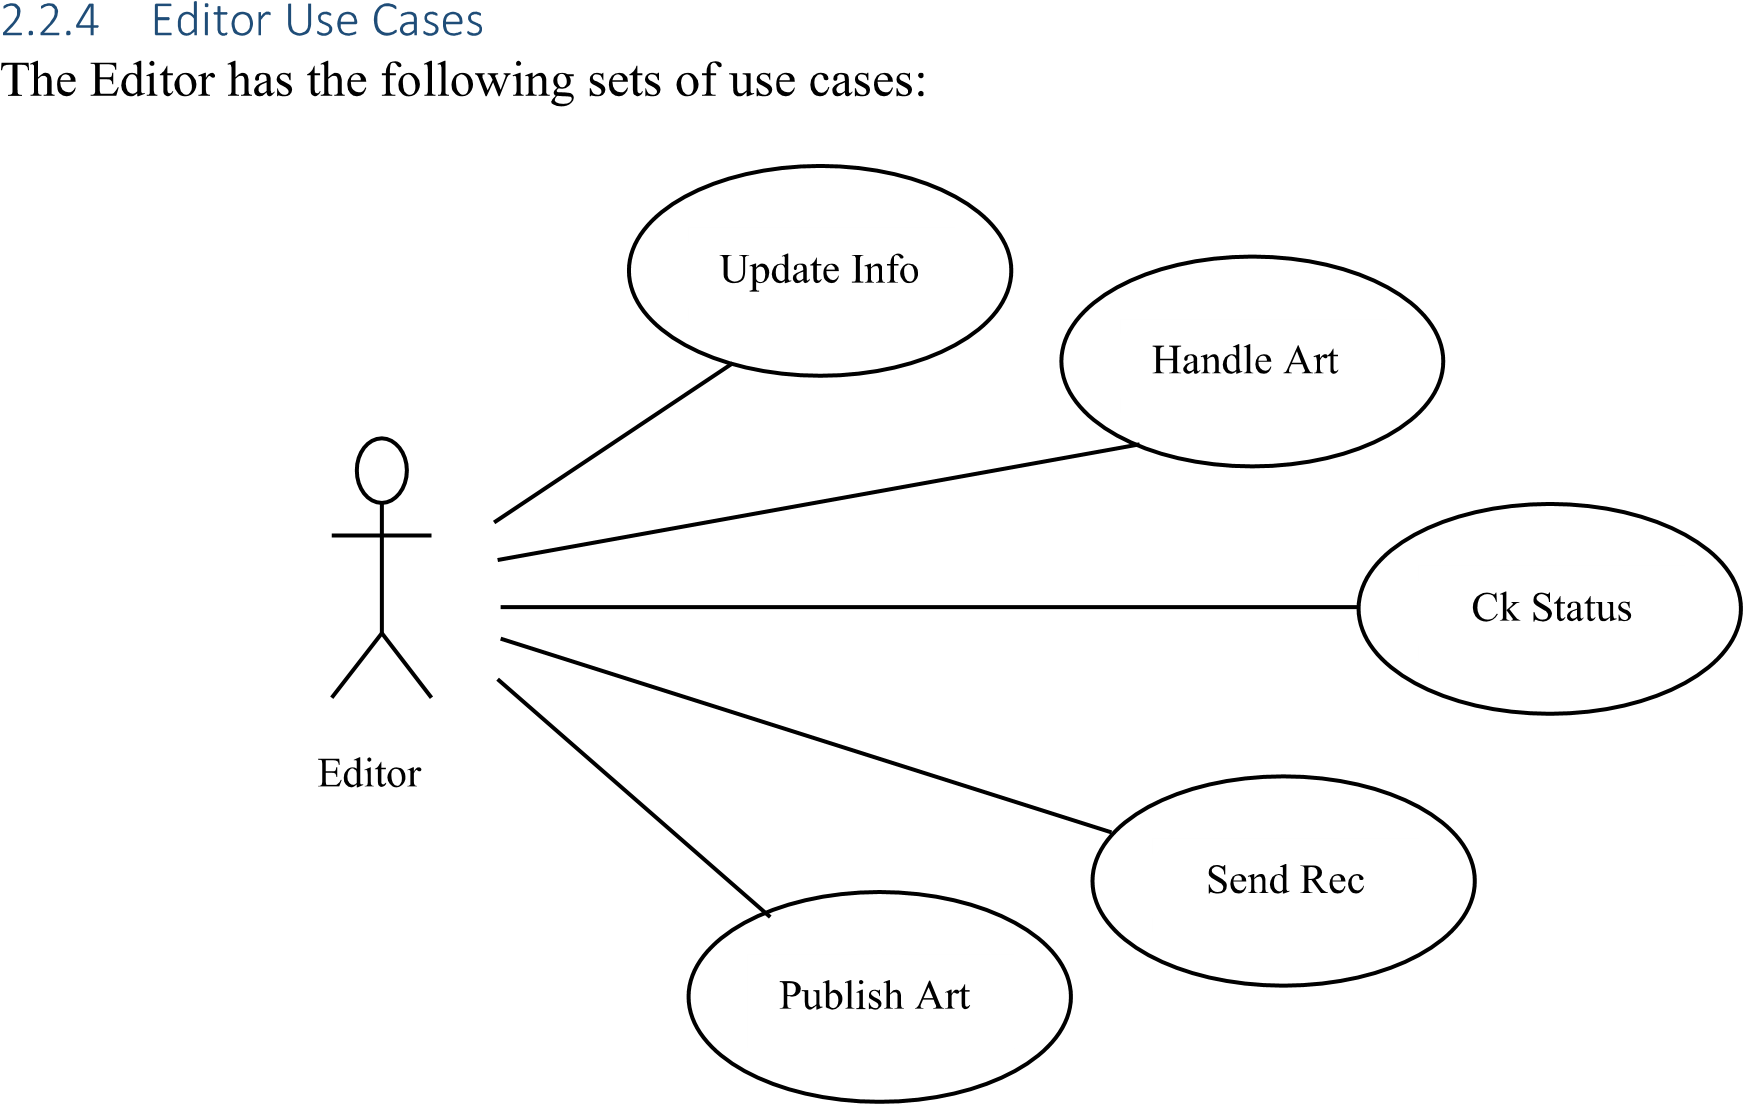 2.2.4 Editor Use Cases
The Editor has the following sets of use cases:
Update Info
Handle Art
Ck Status
Editor
Send Rec
Publish Art